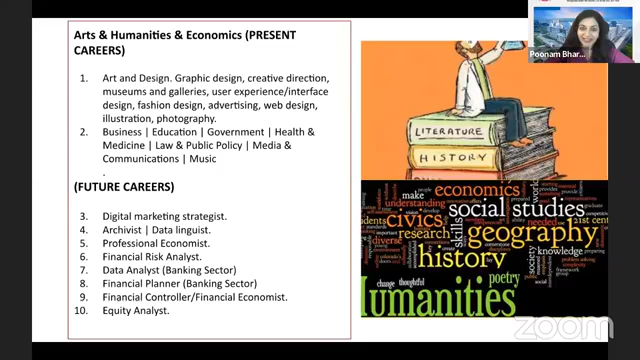 Arts & Humanities & Economics (PRESENT
CAREERS)
1. Art and Design. Graphic design, creative direction,
museums and galleries, user experience/interface
design, fashion design, advertising, web design,
illustration, photography.
2. Business | Education | Government | Health &
Medicine | Law & Public Policy | Media &
Communications | Music
.
(FUTURE CAREERS)
3. Digital marketing strategist.
4. Archivist | Data linguist.
5. Professional Economist.
6. Financial Risk Analyst.
7 Data Analyst (Banking Sector)
8 Financial Planner (Banking Sector)
9 Financial Controller/Financial Economist.
10. Equity Analyst.
LITERATURE
HISTORY
make
economics
understanding
social studies
civics
research
skills
geography
diverse
history
society
knowledge
poetry
change
thoughtful
Humanities
Poonam Bhar...
zoom